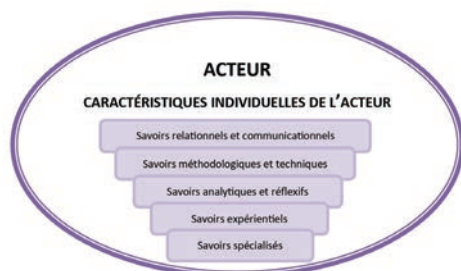 ACTEUR
CARACTÉRISTIQUES INDIVIDUELLES DE L'ACTEUR
Savoirs relationnels et communicationnels
Savoirs méthodologiques et techniques
Savoirs analytiques et réflexifs
Savoirs expérientiels
Savoirs spécialisés